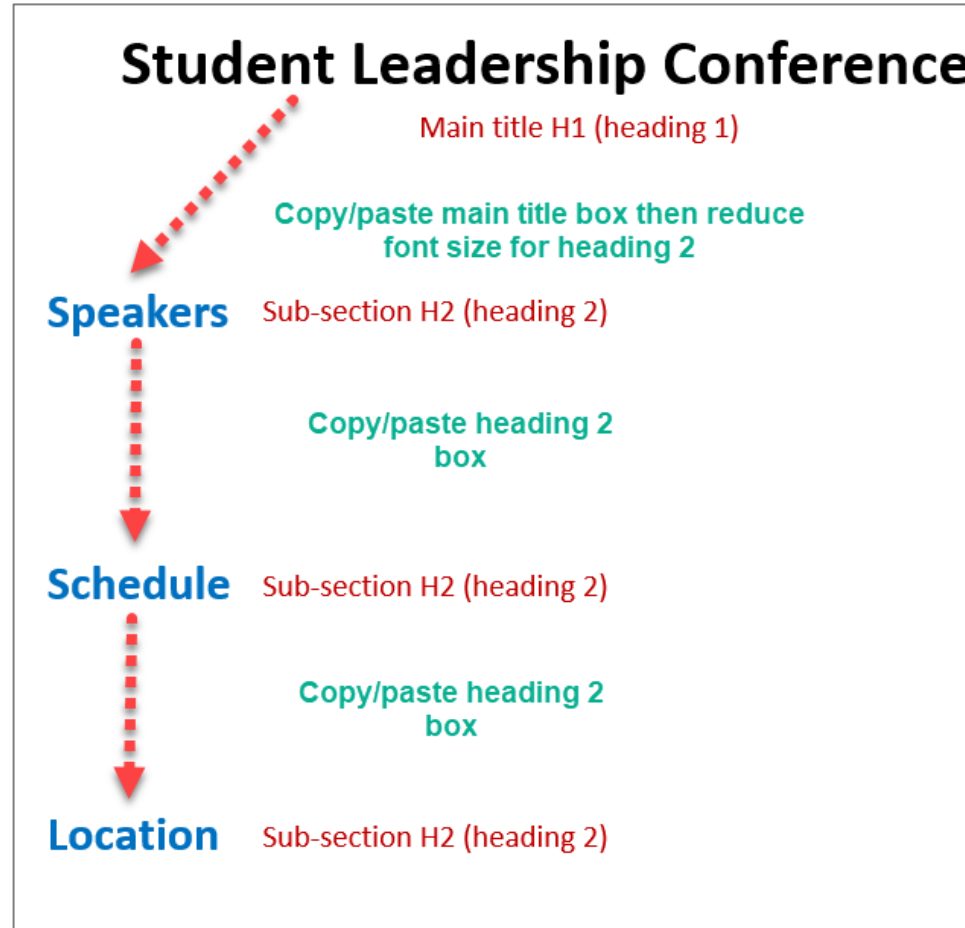 Student Leadership Conference
Main title H1 (heading 1)
Copy/paste main title box then reduce
font size for heading 2
Speakers Sub-section H2 (heading 2)
Copy/paste heading 2
box
Schedule Sub-section H2 (heading 2)
Copy/paste heading 2
box
Location Sub-section H2 (heading 2)